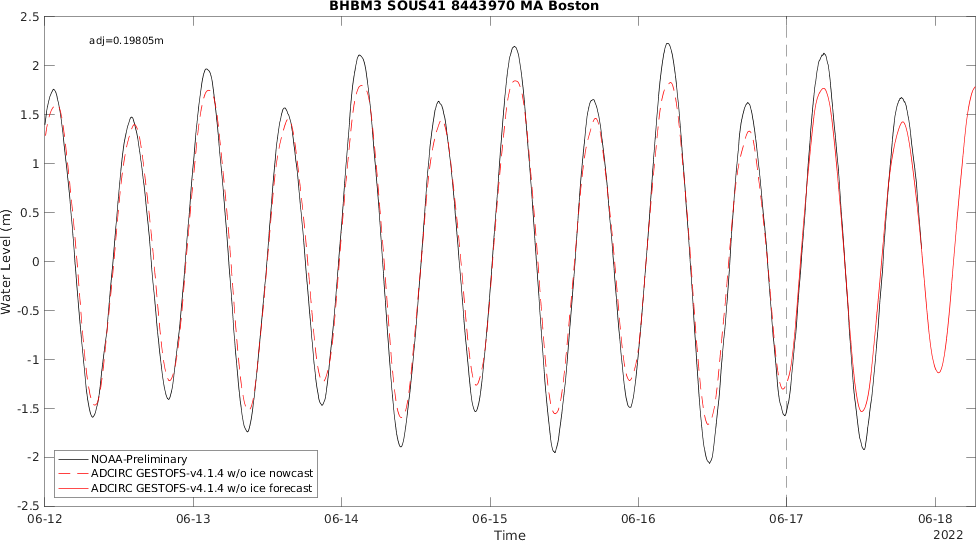 BHBM3 SOUS41 8443970 MA Boston
adj=0.19805m
2.5
2
1.5
1
0.5
0
-0.5
-1
-1.5
-2
-2.5
Water Level (m)
NOAA-Preliminary
ADCIRC GESTOFS-v4.1.4 w/o ice nowcast
ADCIRC GESTOFS-v4.1.4 w/o ice forecast
06-12 06-13 06-14 06-15 06-16 06-17 06-18
Time
2022